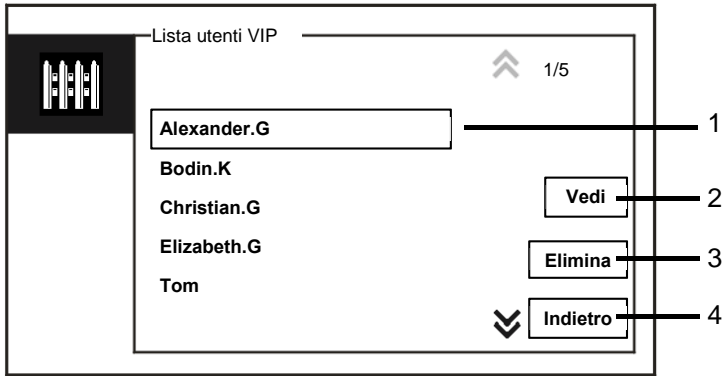 Lista utenti VIP
1/5
Alexander.G
1
Bodin.K
Vedi
2
Christian.G
Elizabeth.G
Elimina
3
Tom
Indietro
4